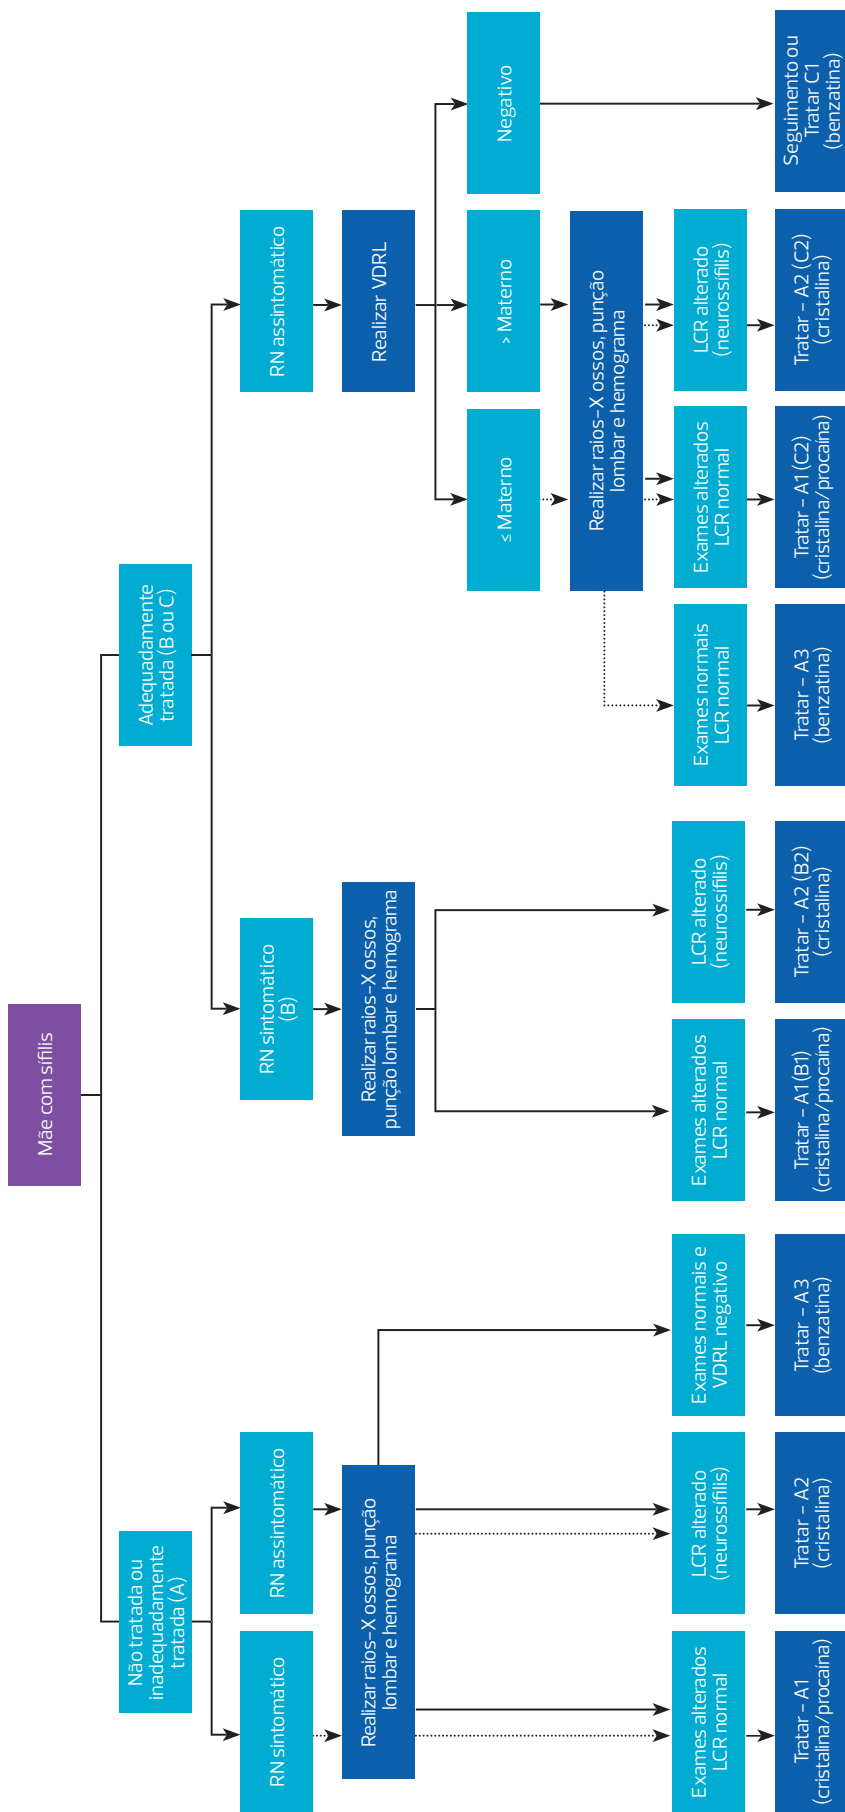 Mãe com sífilis
Não tratada ou
inadequadamente
tratada (A)
Adequadamente
tratada (B ou C)
RN sintomático
RN assintomático
RN sintomático
(B)
RN assintomático
Realizar raios-X ossos, punção
lombar e hemograma
Realizar raios-X ossos,
punção lombar e hemograma
Realizar VDRL
≤ Materno
> Materno
Negativo
Realizar raios-X ossos, punção
lombar e hemograma
Exames alterados
LCR normal
LCR alterado
(neurossífilis)
Exames normais e
VDRL negativo
Exames alterados
LCR normal
LCR alterado
(neurossífilis)
Exames normais
LCR normal
Exames alterados
LCR normal
LCR alterado
(neurossífilis)
Tratar – A1
(cristalina/procaína)
Tratar – A2
(cristalina)
Tratar – A3
(benzatina)
Tratar – A1 (B1)
(cristalina/procaína)
Tratar – A2 (B2)
(cristalina)
Tratar – A3
(benzatina)
Tratar – A1 (C2)
(cristalina/procaína)
Tratar – A2 (C2)
(cristalina)
Seguimento ou
Tratar C1
(benzatina)